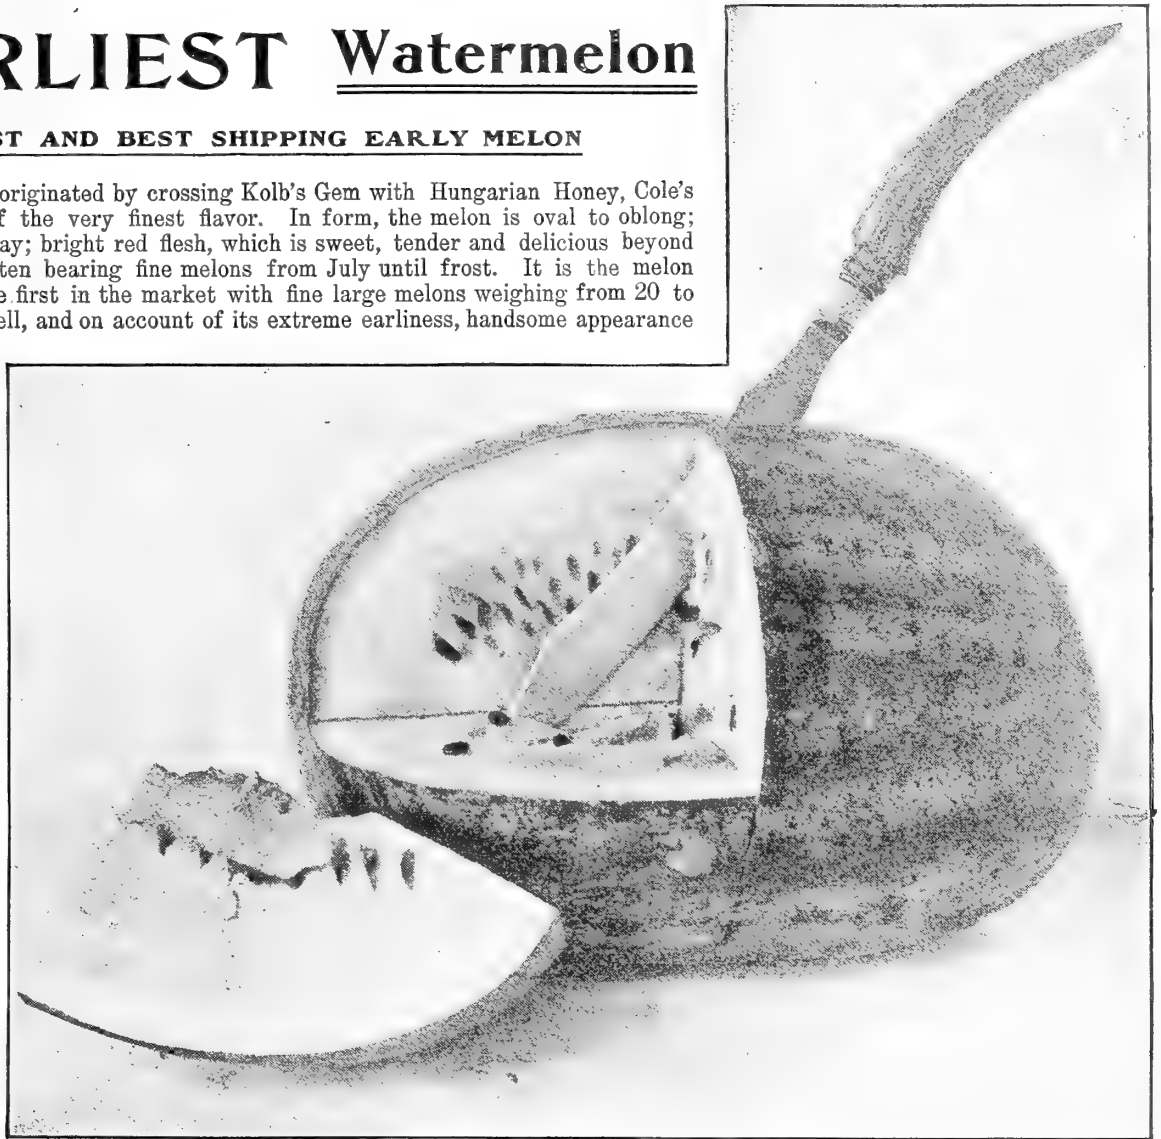 RLIEST Watermelon
ST AND BEST SHIPPING EARLY MELON
originated by crossing Kolb's Gem with Hungarian Honey, Cole's
f the very finest flavor. In form, the melon is oval to oblong;
ay; bright red flesh, which is sweet, tender and delicious beyond
ten bearing fine melons from July until frost. It is the melon
e first in the market with fine large melons weighing from 20 to
ell, and on account of its extreme earliness, handsome appearance